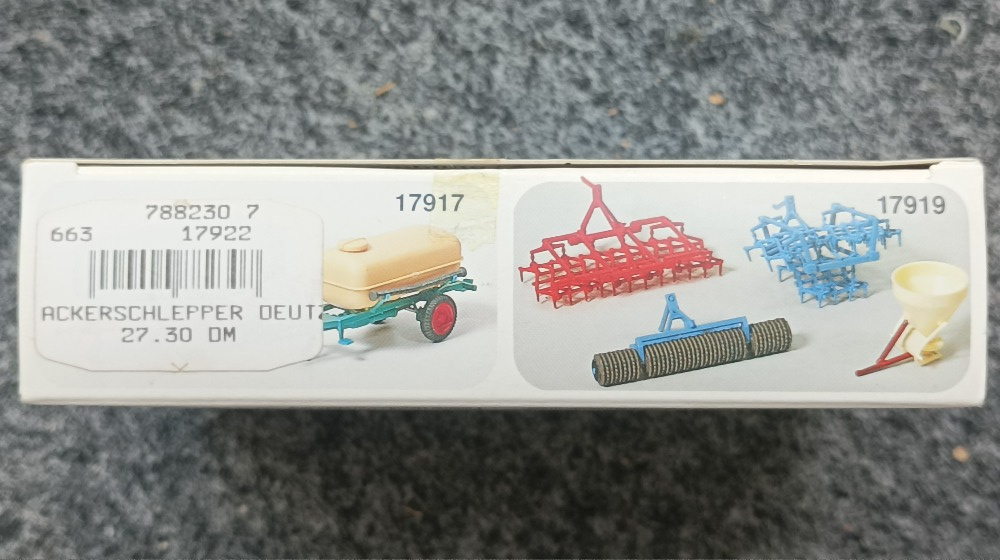 788230 7
663 17922
ACKERSCHLEPPER DEUTZ
27.30 DM
17917
17919